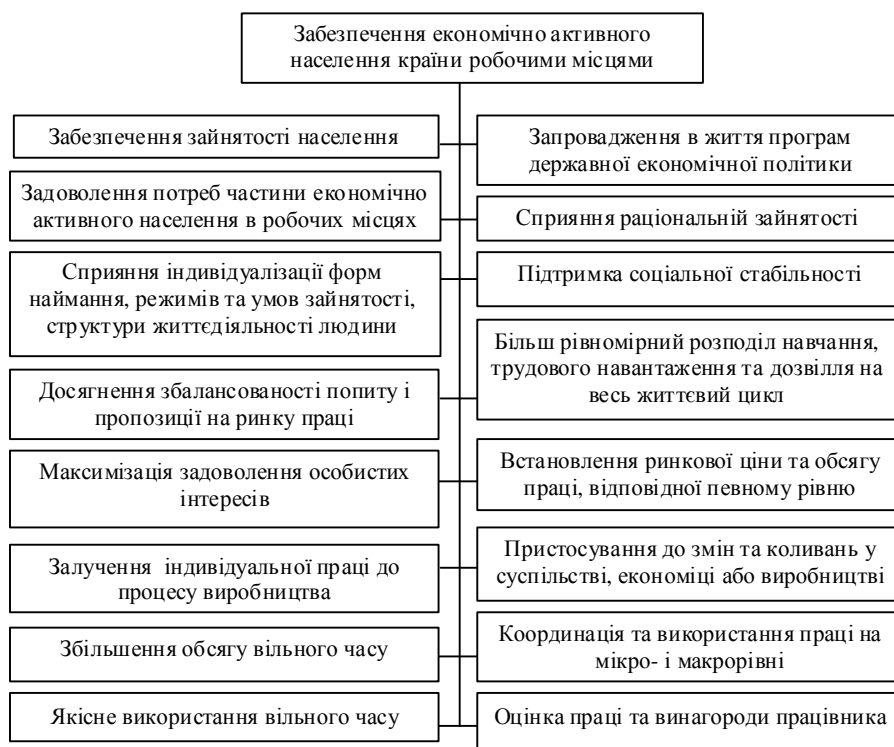 Забезпечення економічно активного
населення країни робочими місцями
Забезпечення зайнятості населення
Запровадження в життя програм
державної економічної політики
Задоволення потреб частини економічно
активного населення в робочих місцях
Сприяння раціональній зайнятості
Сприяння індивідуалізації форм
наймання, режимів та умов зайнятості,
структури життєдіяльності людини
Підтримка соціальної стабільності
Більш рівномірний розподіл навчання,
трудового навантаження та дозвілля на
весь життєвий цикл
Досягнення збалансованості попиту і
пропозиції на ринку праці
Максимізація задоволення особистих
інтересів
Встановлення ринкової ціни та обсягу
праці, відповідної певному рівню
Залучення індивідуальної праці до
процесу виробництва
Пристосування до змін та коливань у
суспільстві, економіці або виробництві
Збільшення обсягу вільного часу
Координація та використання праці на
мікро- і макрорівні
Якісне використання вільного часу
Оцінка праці та винагороди працівника